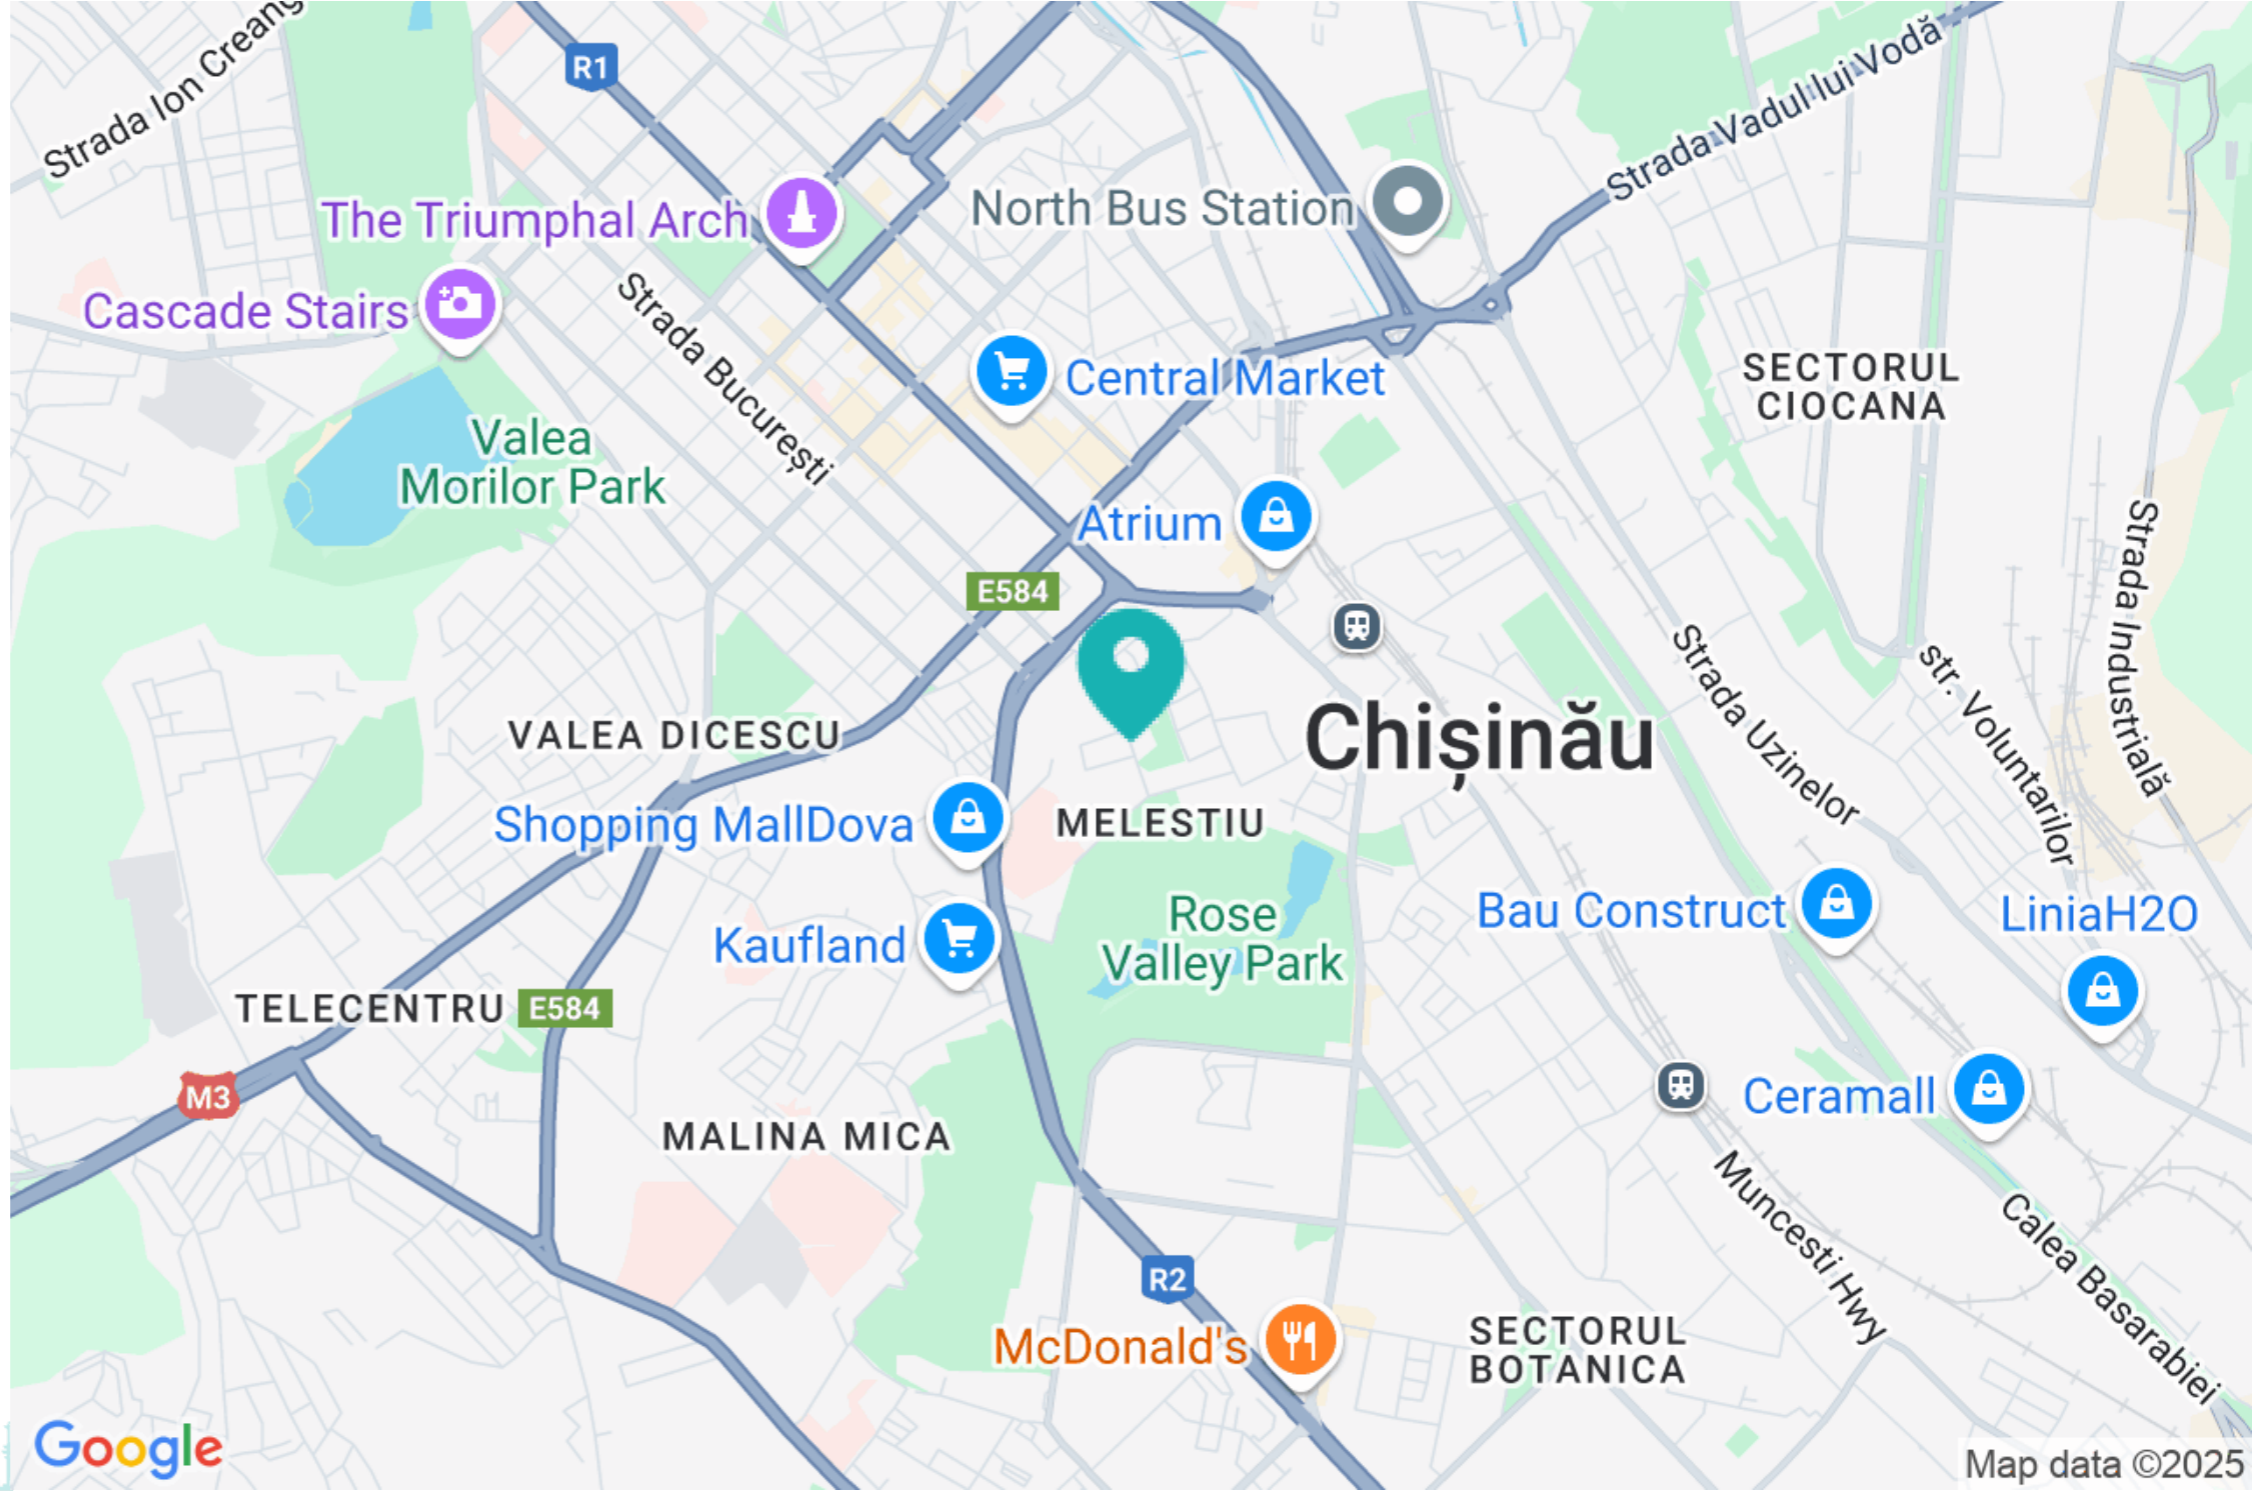 Strada Ion Creang
R1
Strada Vadul lui Vodă
The Triumphal Arch
North Bus Station
Cascade Stairs
Strada București
Central Market
SECTORUL
CIOCANA
Valea
Morilor Park
Atrium
E584
Strada Industrială
Strada Uzinelor
str. Voluntarilor
VALEA DICESCU
Chișinău
Shopping MallDova
MELESTIU
Rose
Valley Park
Bau Construct
LiniaH2O
Kaufland
TELECENTRU
E584
M3
Ceramall
MALINA MICA
Muncesti Hwy
Calea Basarabiei
R2
McDonald's
SECTORUL
BOTANICA
Google
Map data ©2025